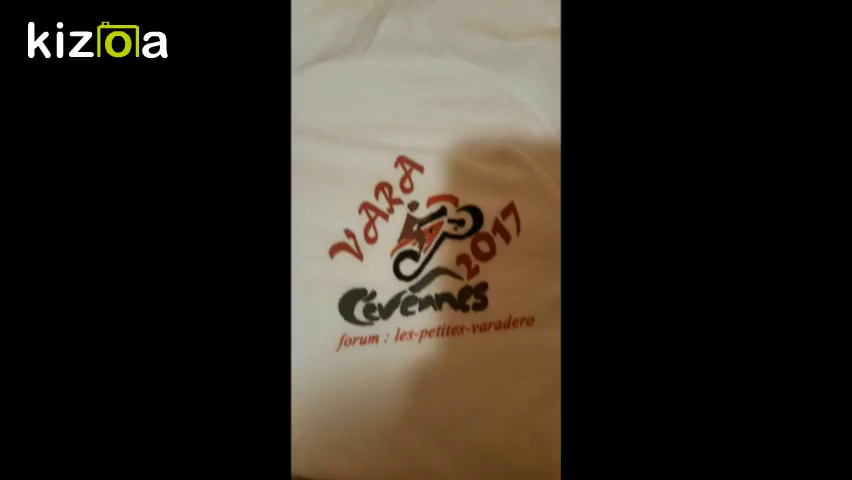 kizoa
VARA
2017
Cévennes
forum : les-petites-varadero